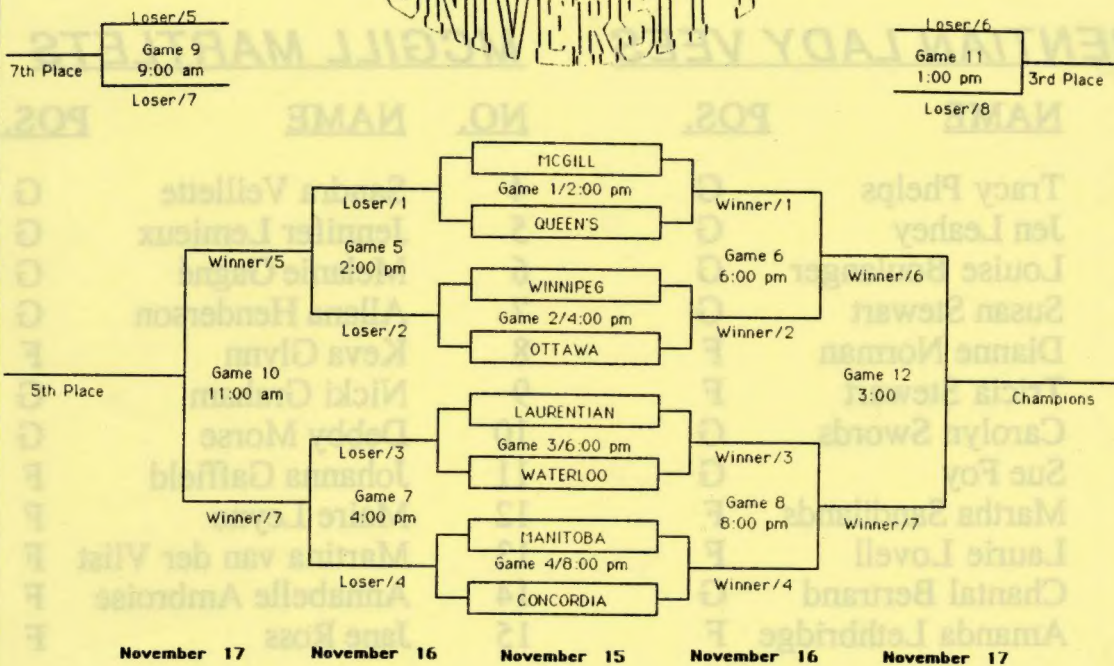 Loser/5
Game 9
9:00 am
7th Place
Loser/7
Loser/6
Game 11
1:00 pm
3rd Place
Loser/8
MCGILL
Game 1/2:00 pm
QUEEN'S
Loser/1
Winner/1
Game 5
2:00 pm
Game 6
6:00 pm
Winner/5
Winner/6
WINNIPEG
Game 2/4:00 pm
OTTAWA
Loser/2
Winner/2
Game 10
11:00 am
5th Place
Game 12
3:00
Champions
LAURENTIAN
Game 3/6:00 pm
WATERLOO
Loser/3
Winner/3
Game 7
4:00 pm
Game 8
8:00 pm
Winner/7
Winner/7
MANITOBA
Game 4/8:00 pm
CONCORDIA
Loser/4
Winner/4
November 17 November 16 November 15 November 16 November 17